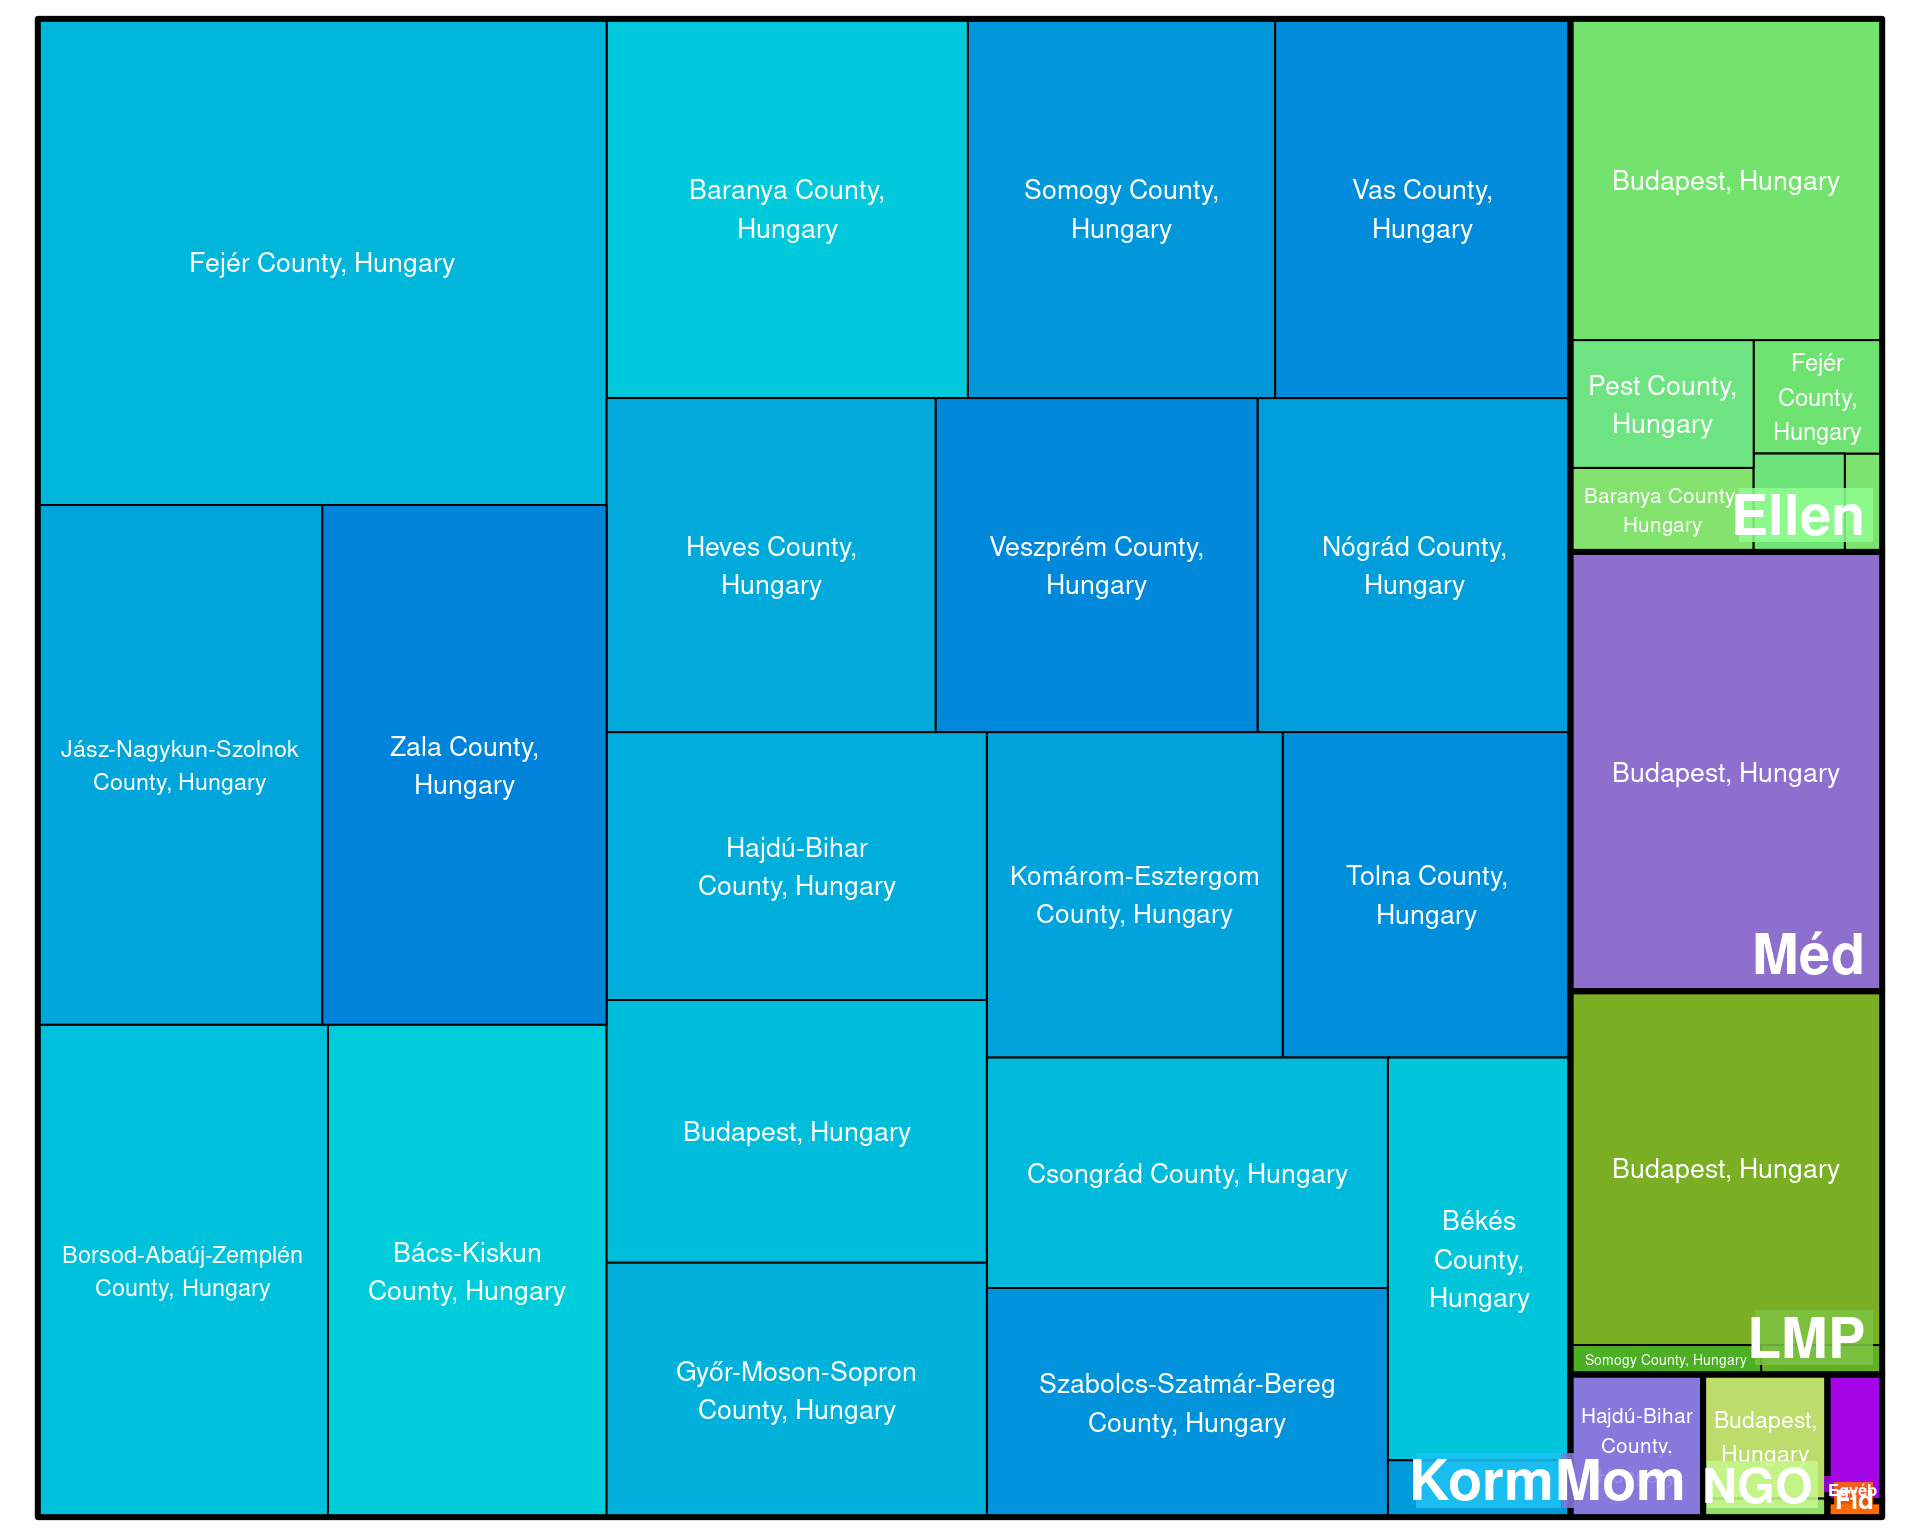 Fejér County, Hungary
Baranya County,
Hungary
Somogy County,
Hungary
Vas County,
Hungary
Heves County,
Hungary
Veszprém County,
Hungary
Nógrád County,
Hungary
Jász-Nagykun-Szolnok
County, Hungary
Zala County,
Hungary
Hajdú-Bihar
County, Hungary
Komárom-Esztergom
County, Hungary
Tolna County,
Hungary
Borsod-Abaúj-Zemplén
County, Hungary
Bács-Kiskun
County, Hungary
Budapest, Hungary
Csongrád County, Hungary
Békés
County,
Hungary
Győr-Moson-Sopron
County, Hungary
Szabolcs-Szatmár-Bereg
County, Hungary
Korm
Budapest, Hungary
Pest County,
Hungary
Fejér
County,
Hungary
Baranya County
Hungary
Ellen
Budapest, Hungary
Méd
Budapest, Hungary
Somogy County, Hungary
LMP
Hajdú-Bihar
County.
Mom
Budapest,
Hungary
NGO
Egyéb
Fid